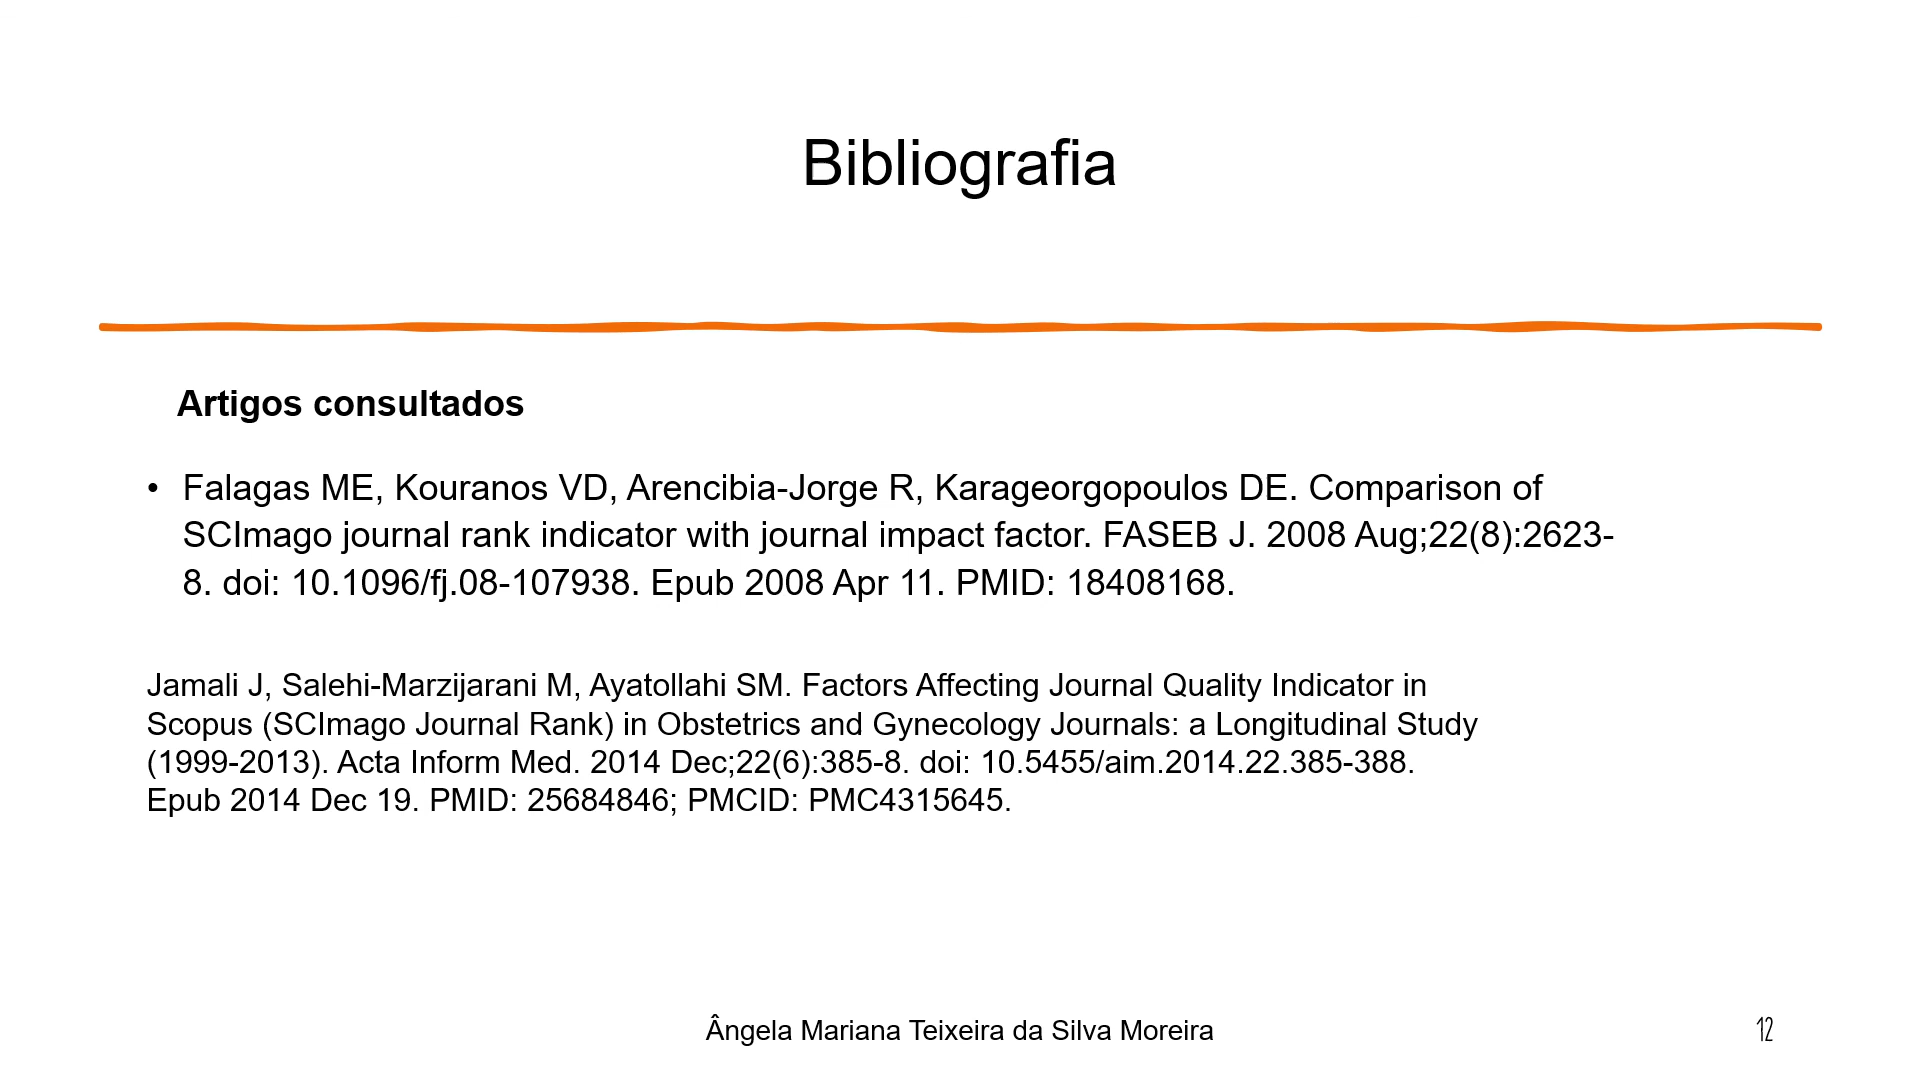 Bibliografia
Artigos consultados
• Falagas ME, Kouranos VD, Arencibia-Jorge R, Karageorgopoulos DE. Comparison of
SCImago journal rank indicator with journal impact factor. FASEB J. 2008 Aug;22(8):2623-
8. doi: 10.1096/fj.08-107938. Epub 2008 Apr 11. PMID: 18408168.
Jamali J, Salehi-Marzijarani M, Ayatollahi SM. Factors Affecting Journal Quality Indicator in
Scopus (SCImago Journal Rank) in Obstetrics and Gynecology Journals: a Longitudinal Study
(1999-2013). Acta Inform Med. 2014 Dec;22(6):385-8. doi: 10.5455/aim.2014.22.385-388.
Epub 2014 Dec 19. PMID: 25684846; PMCID: PMC4315645.
Ângela Mariana Teixeira da Silva Moreira
12